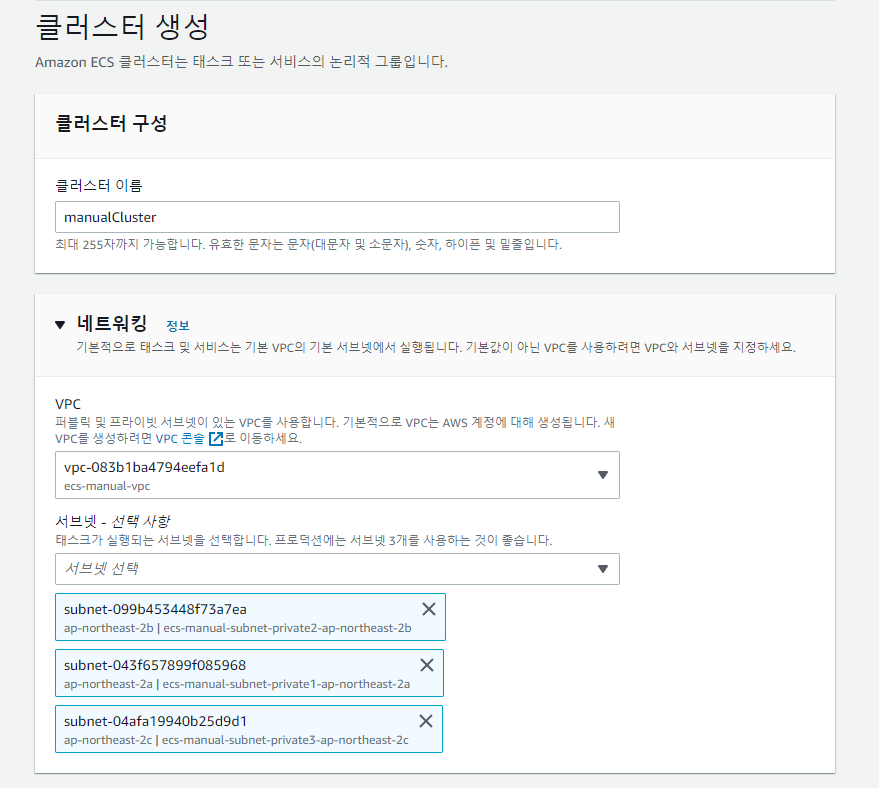 클러스터 생성
Amazon ECS 클러스터는 태스크 또는 서비스의 논리적 그룹입니다.
클러스터 구성
클러스터 이름
manualCluster
최대 255자까지 가능합니다. 유효한 문자는 문자(대문자 및 소문자), 숫자, 하이픈 및 밑줄입니다.
네트워킹 정보
기본적으로 태스크 및 서비스는 기본 VPC의 기본 서브넷에서 실행됩니다. 기본값이 아닌 VPC를 사용하려면 VPC와 서브넷을 지정하세요.
VPC
퍼블릭 및 프라이빗 서브넷이 있는 VPC를 사용합니다. 기본적으로 VPC는 AWS 계정에 대해 생성됩니다. 새
VPC를 생성하려면 VPC 콘솔 로 이동하세요.
vpc-083b1ba4794eefa1d
ecs-manual-vpc
서브넷 - 선택 사항
태스크가 실행되는 서브넷을 선택합니다. 프로덕션에는 서브넷 3개를 사용하는 것이 좋습니다.
서브넷 선택
subnet-099b453448f73a7ea
ap-northeast-2b | ecs-manual-subnet-private2-ap-northeast-2b
subnet-043f657899f085968
ap-northeast-2a | ecs-manual-subnet-private1-ap-northeast-2a
subnet-04afa19940b25d9d1
ap-northeast-2c | ecs-manual-subnet-private3-ap-northeast-2c